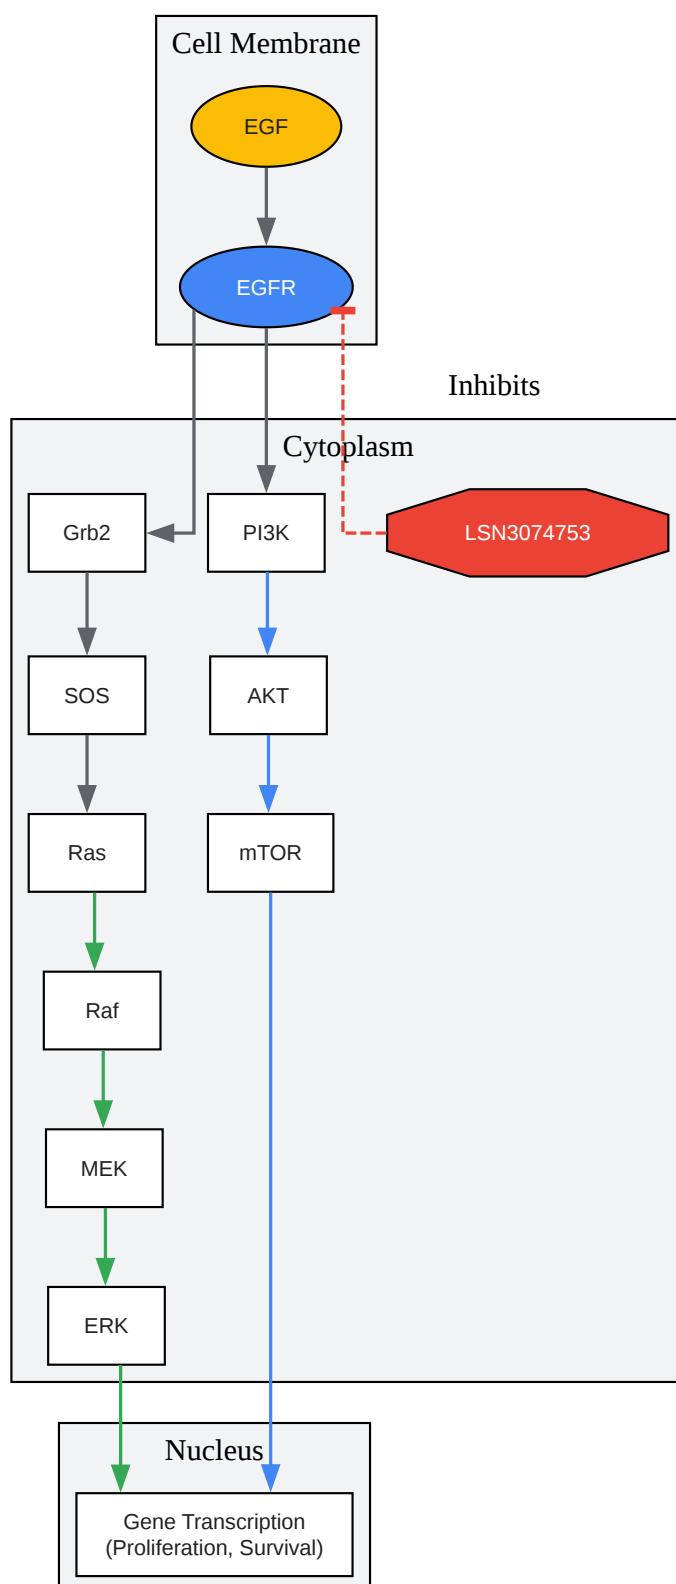 Cell Membrane
EGF
EGFR
Inhibits
Cytoplasm
Grb2
PI3K
LSN3074753
SOS
AKT
Ras
mTOR
Raf
MEK
ERK
Nucleus
Gene Transcription
(Proliferation, Survival)